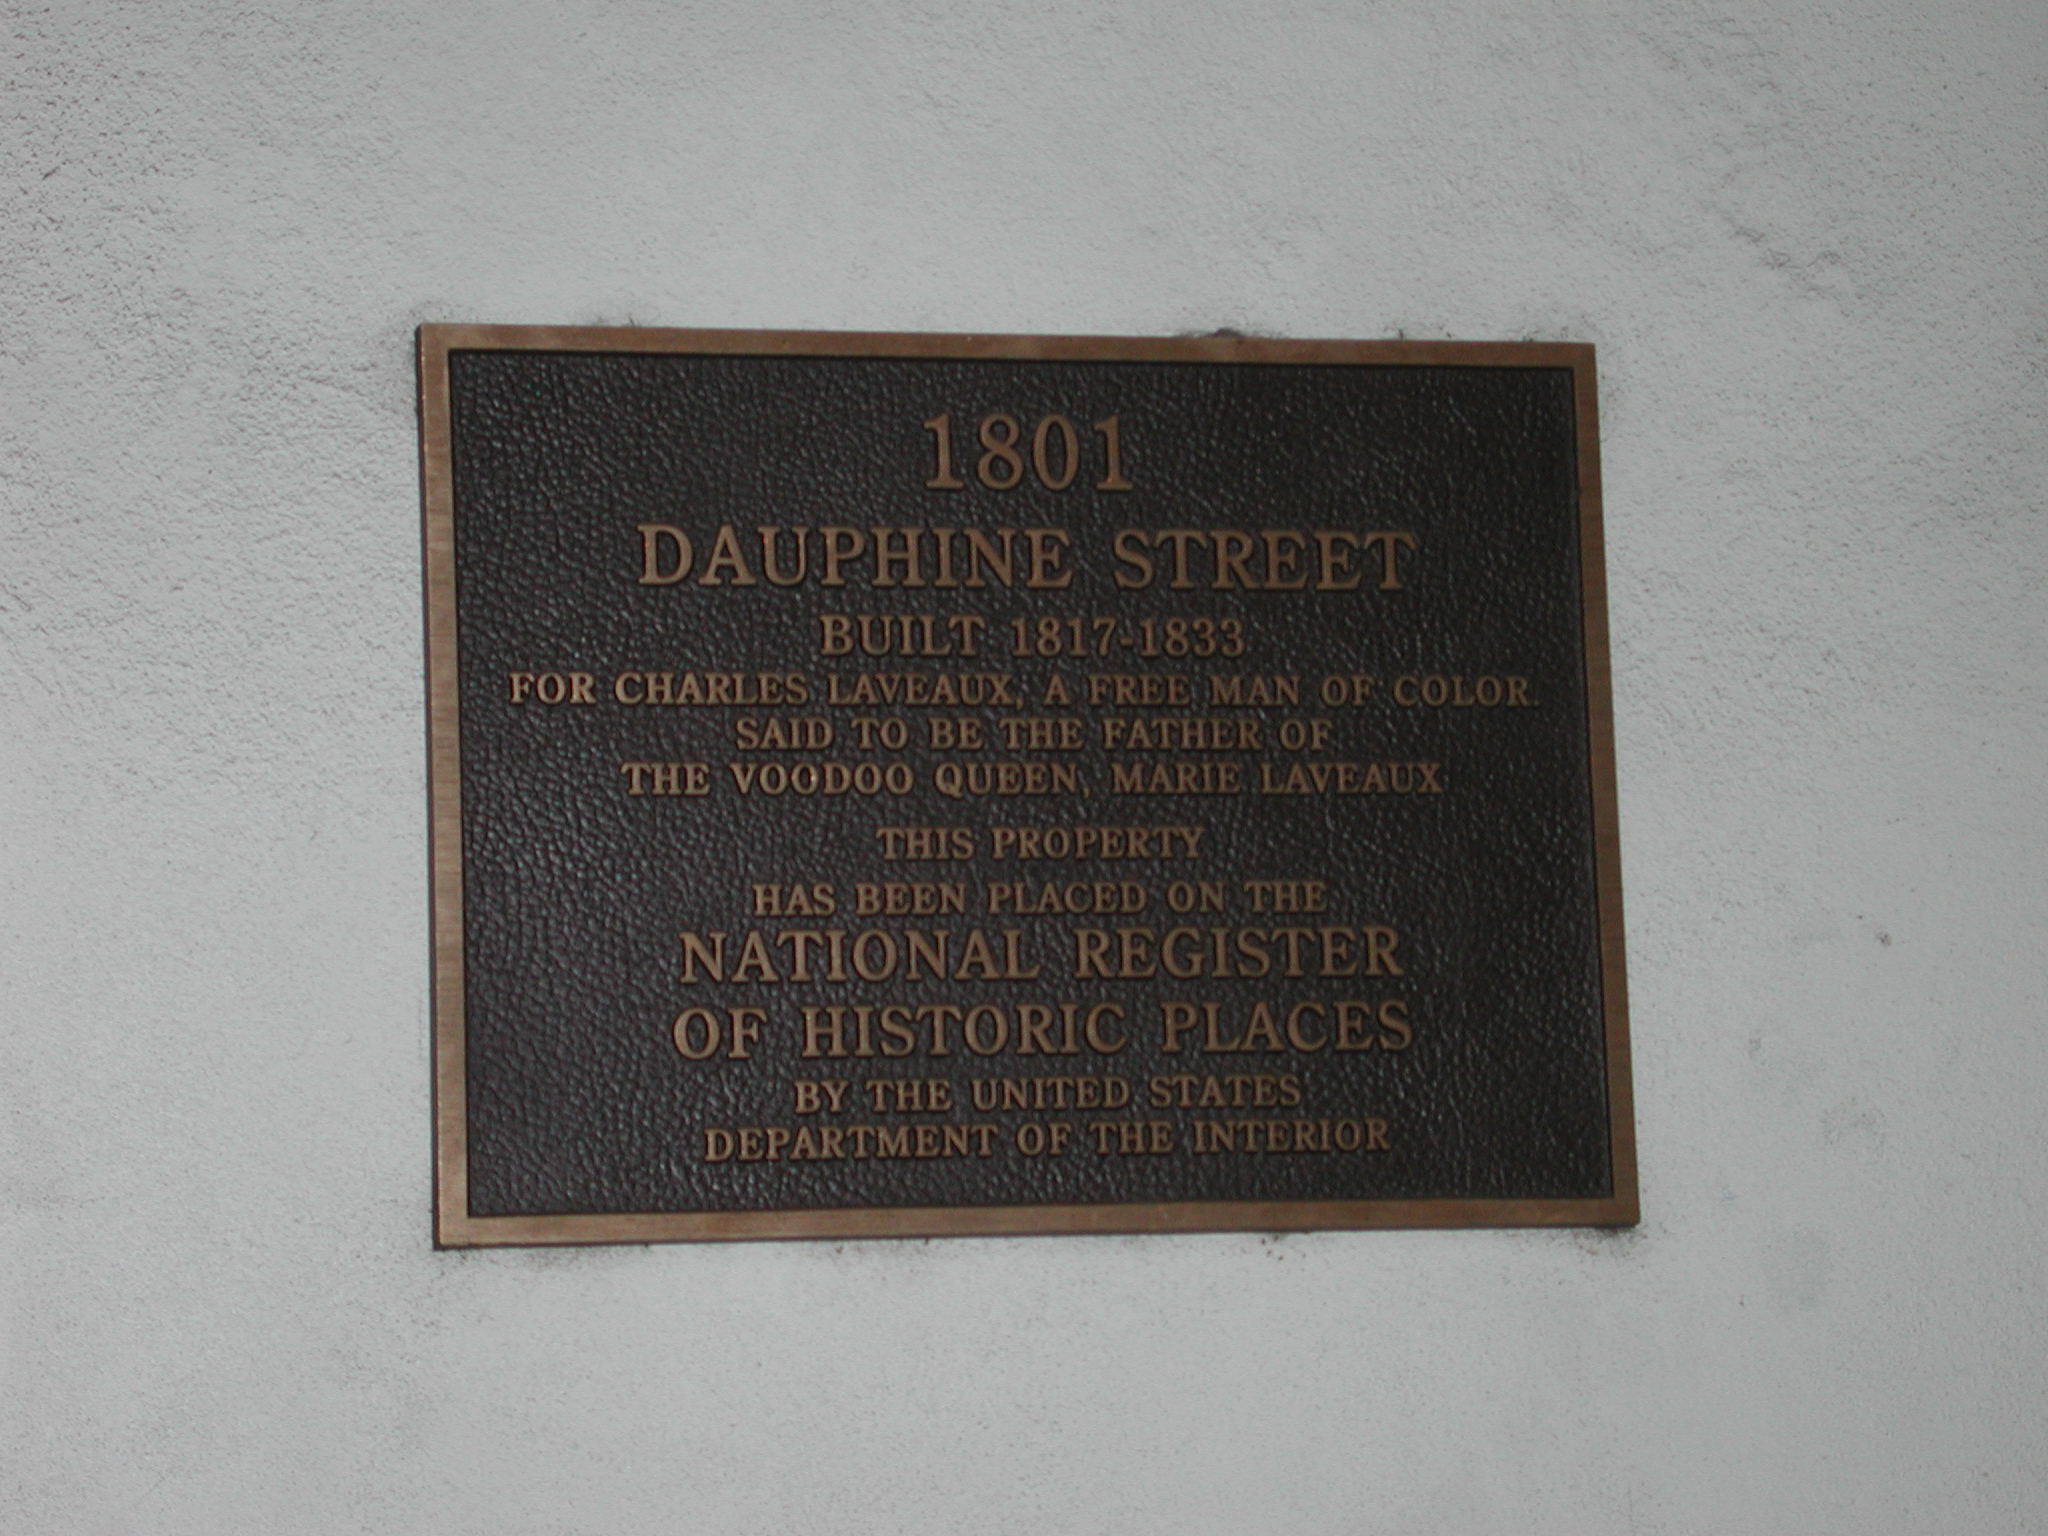 1801
DAUPHINE STREET
BUILT 1817-1833
FOR CHARLES LAVEAUX, A FREE MAN OF COLOR.
SAID TO BE THE FATHER OF
THE VOODOO QUEEN, MARIE LAVEAUX
THIS PROPERTY
HAS BEEN PLACED ON THE
NATIONAL REGISTER
OF HISTORIC PLACES
BY THE UNITED STATES
DEPARTMENT OF THE INTERIOR